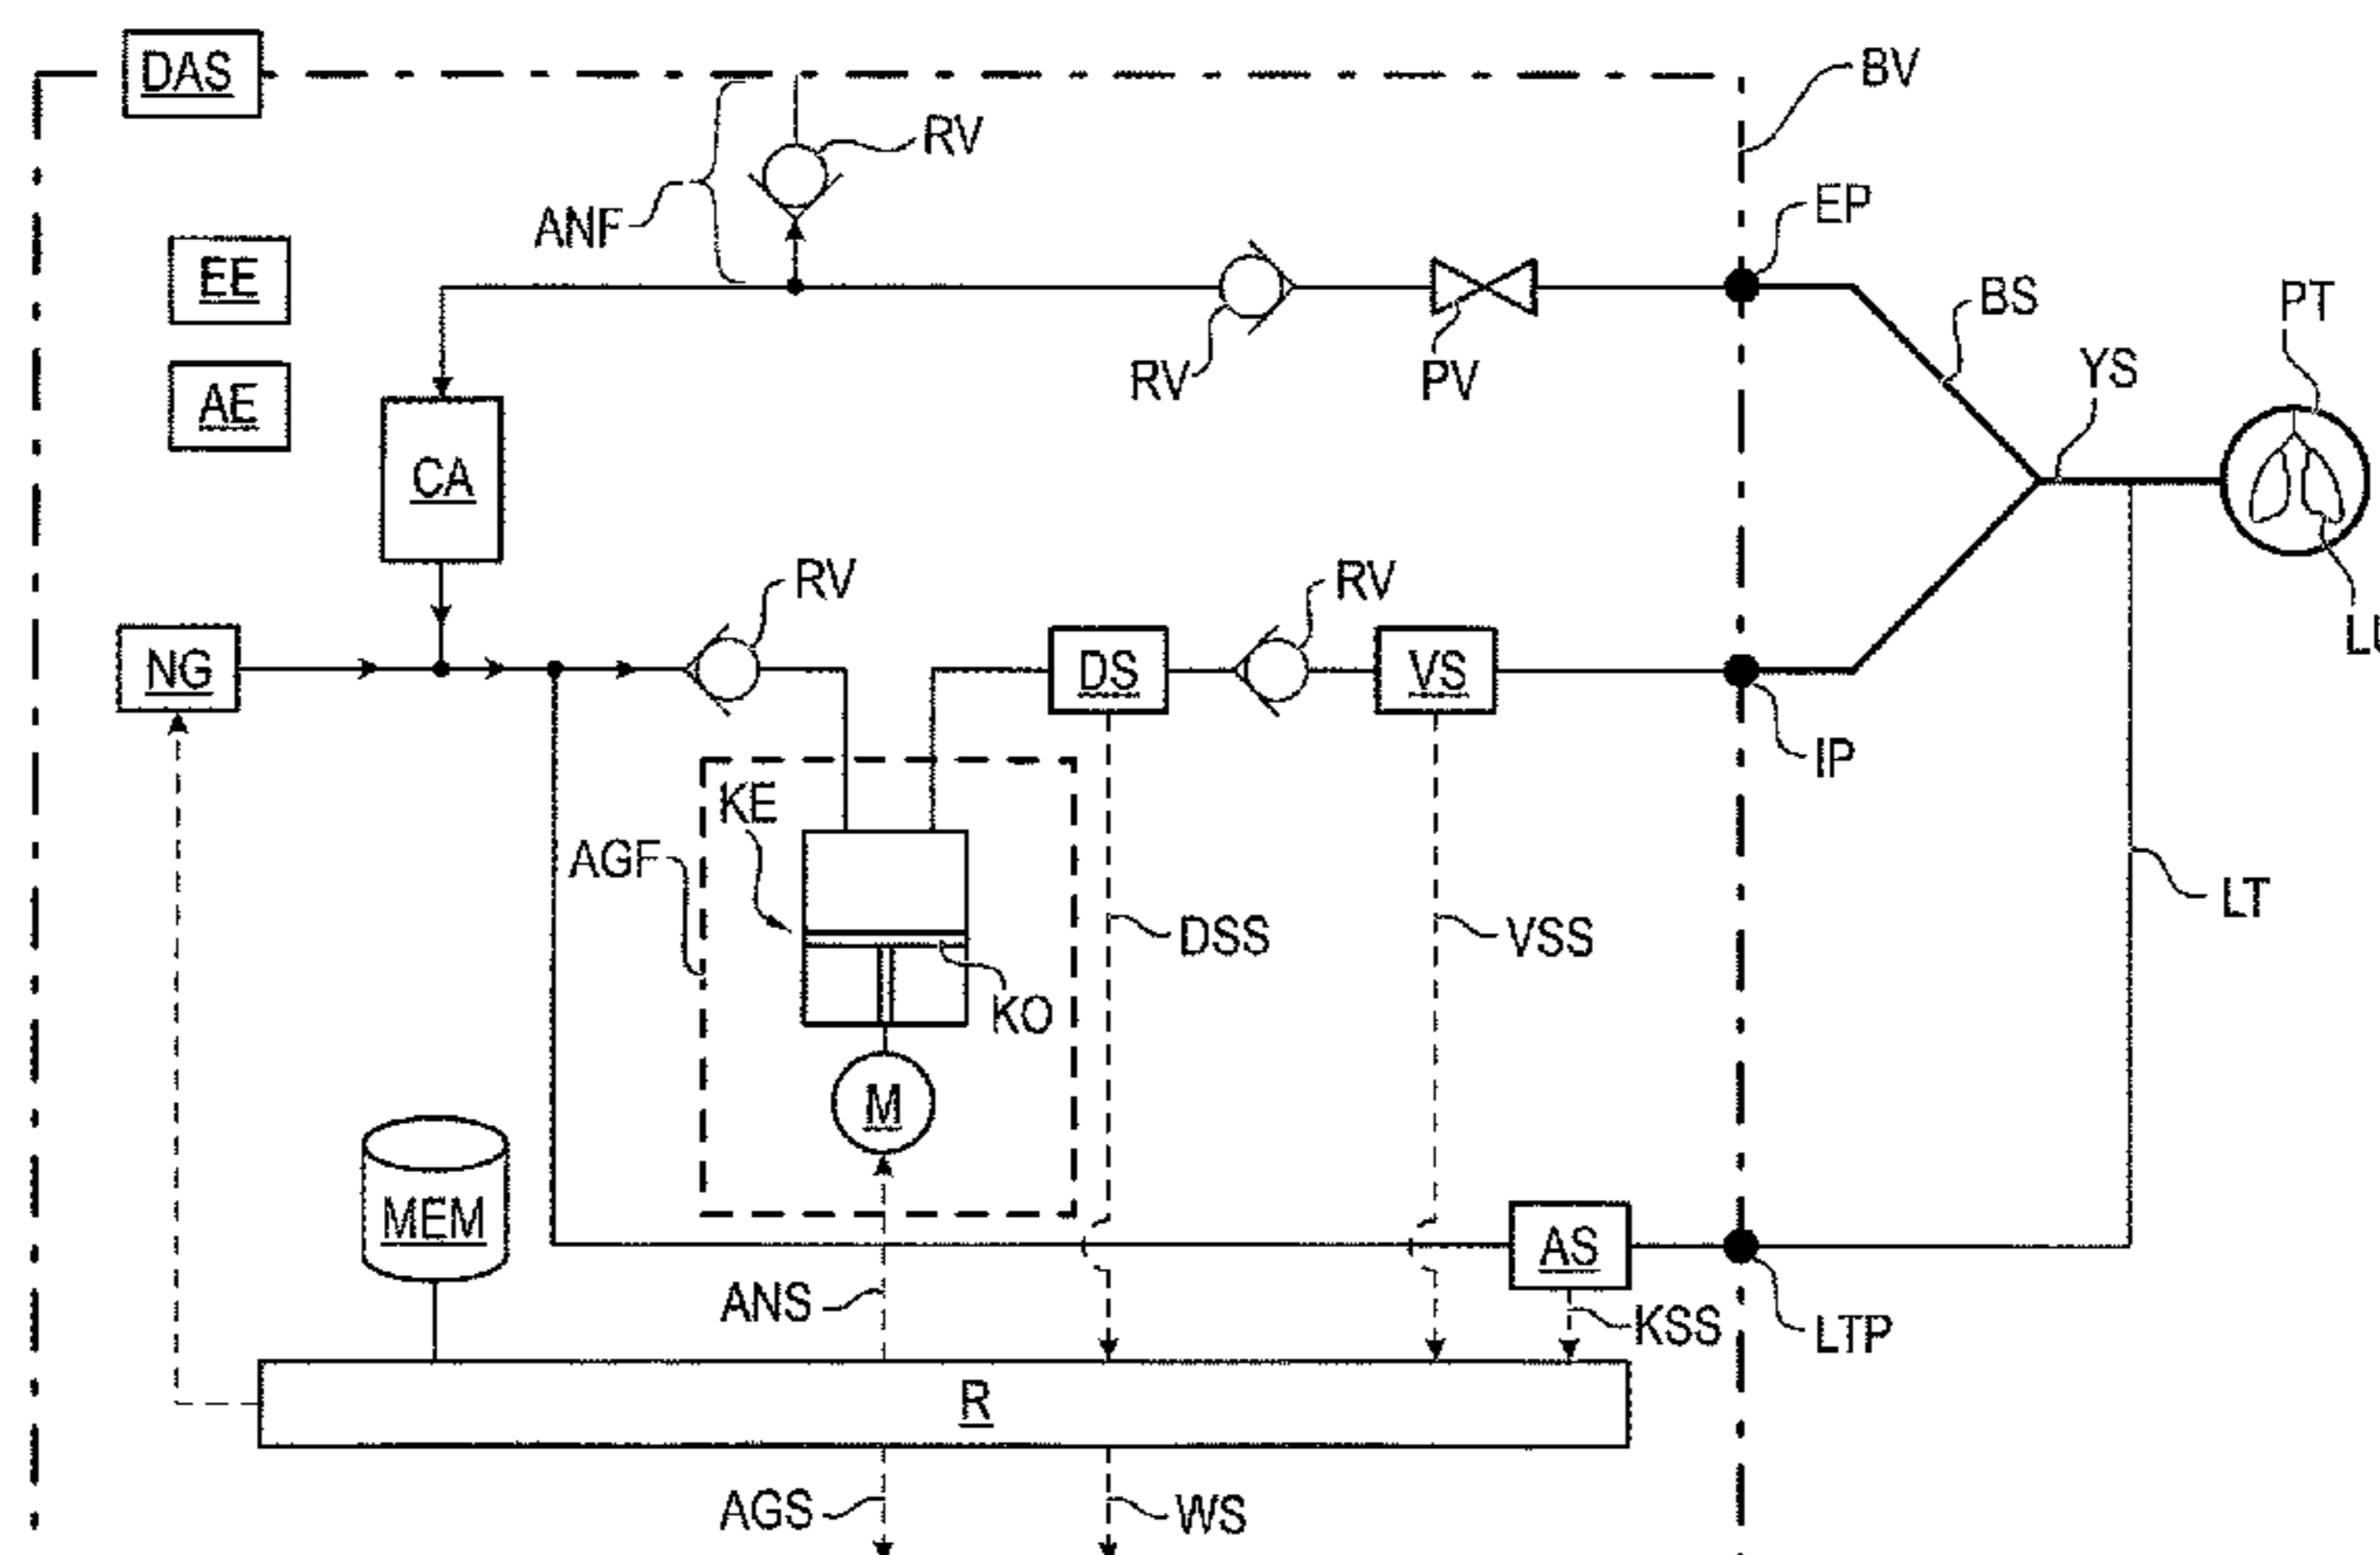 DAS
BV
RV
EP
ANF
EE
BS
PT
YS
RV
PV
AE
CA
RV
RV
NG
DS
VS
IP
KE
AGF
LT
DSS
VSS
KO
M
MEM
AS
ANS
KSS
LTP
R
AGS
WS